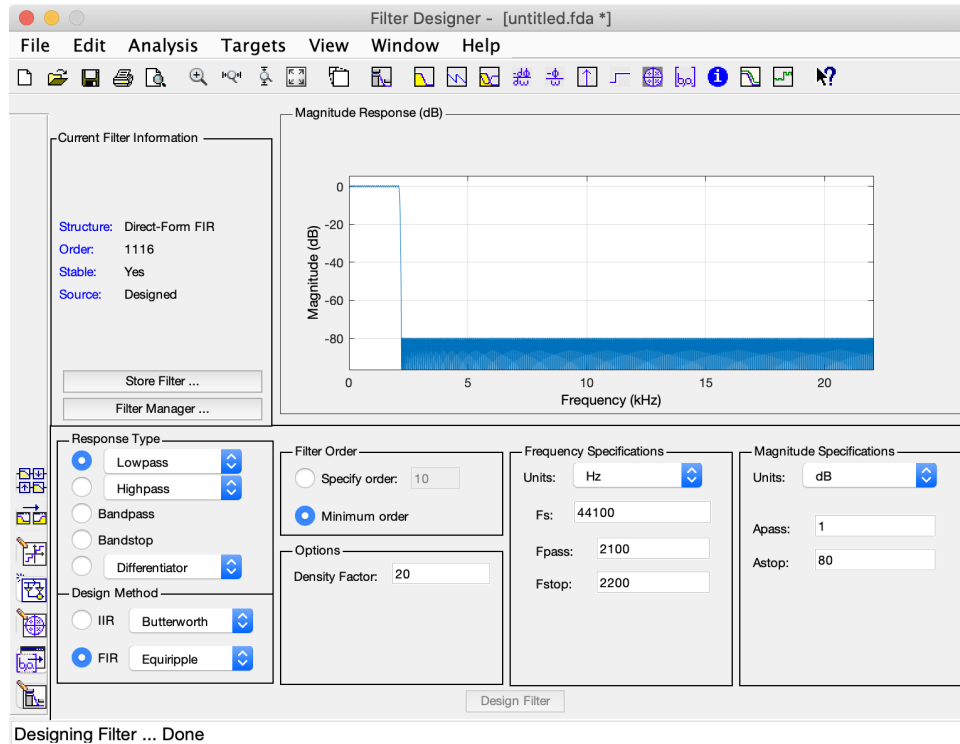 Filter Designer - [untitled.fda *]
File Edit Analysis Targets View Window Help
Magnitude Response (dB)
Current Filter Information
Structure: Direct-Form FIR
Order: 1116
Stable: Yes
Source: Designed
Store Filter ...
Filter Manager ...
0
-20
-40
-60
-80
Magnitude (dB)
0 5 10 15 20
Frequency (kHz)
Response Type
Lowpass
Highpass
Bandpass
Bandstop
Differentiator
Design Method
IIR Butterworth
FIR Equiripple
Filter Order
Specify order: 10
Minimum order
Options
Density Factor: 20
Frequency Specifications
Units: Hz
Fs: 44100
Fpass: 2100
Fstop: 2200
Magnitude Specifications
Units: dB
Apass: 1
Astop: 80
Design Filter
Designing Filter ... Done